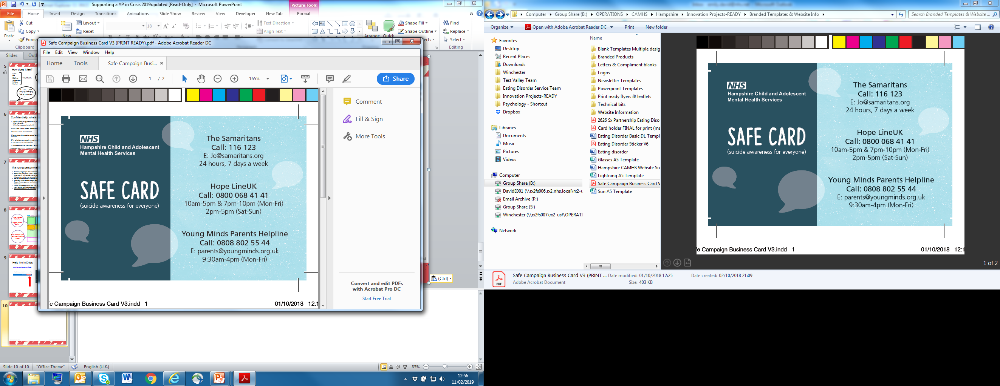 Supporting a YP in Crisis 2019updated [Read-Only] - Microsoft PowerPoint
Picture Tools
File
Home
Insert
Design
Transitions
Animations
Slide Show
Review
View
Developer
New Tab
Format
Paste
Cut
Copy
Clipboard
New
Layout
Reset
18
Text Direction
Align Text
Arrange
Quick
Shape Fill
Shape Outline
Find
Replace
Select
Editing
Slides
5
How does it feel?
NORMAL
6
7
8
9
Help I'm in Crisis
10
Safe Campaign Business Card V3 (PRINT READY).pdf - Adobe Acrobat Reader DC
File Edit View Window Help
Home
Tools
Safe Campaign Busi...
1 / 2
165%
Share
NHS
Hampshire Child and Adolescent
Mental Health Services
SAFE CARD
(suicide awareness for everyone)
The Samaritans
Call: 116 123
E: Jo@samaritans.org
24 hours, 7 days a week
Hope LineUK
Call: 0800 068 41 41
10am-5pm & 7pm-10pm (Mon-Fri)
2pm-5pm (Sat-Sun)
Young Minds Parents Helpline
Call: 0808 802 55 44
E: parents@youngminds.org.uk
9:30am-4pm (Mon-Fri)
fe Campaign Business Card V3.indd 1
01/10/2018 12:1
Comment
Fill & Sign
More Tools
Convert and edit PDFs
with Acrobat Pro DC
Start Free Trial
(Ctrl)
Slide 10 of 10
"Office Theme"
English (U.K.)
83%
12:56
11/02/2019
Computer
Group Share (B:)
OPERATIONS
CAMHS
Hampshire
Innovation Projects-READY
Branded Templates & Website Info
Search Branded Templates & Website ...
Organize
Open with Adobe Acrobat Reader DC
Print
New folder
Favorites
Desktop
Recent Places
Downloads
Winchester
Test Valley Team
Eating Disorder Service Team
Innovation Projects-READY
Psychology - Shortcut
Dropbox
Libraries
Documents
Music
Pictures
Videos
Computer
Group Share (B:)
DavidE001 (\\rx2fs006.rx2.nhs.local\rx2-u
Email Archive (P:)
Group Share (S:)
Winchester (\\rx2fs007\rx2-usf\OPERATI
Network
Name
Blank Templates Multiple desig
Branded Products
Letters & Compliment blanks
Logos
Newsletter Templates
Powerpoint Templates
Print ready flyers & leaflets
Technical bits
Website Information
2626 Sx Partnership Eating Diso
Card holder FINAL for print (ma
Eating Disorder Basic DL Templ
Eating Disorder Sticker V6
Eating disorder
Glasses A5 Template
Hampshire CAMHS Website Su
Lightning A5 Template
Safe Campaign Business Card V
Sun A5 Template
NHS
Hampshire Child and Adolescent
Mental Health Services
SAFE CARD
(suicide awareness for everyone)
The Samaritans
Call: 116 123
E: Jo@samaritans.org
24 hours, 7 days a week
Hope LineUK
Call: 0800 068 41 41
10am-5pm & 7pm-10pm (Mon-Fri)
2pm-5pm (Sat-Sun)
Young Minds Parents Helpline
Call: 0808 802 55 44
E: parents@youngminds.org.uk
9:30am-4pm (Mon-Fri)
fe Campaign Business Card V3.indd 1
01/10/2018 12:1
1 of 2
Safe Campaign Business Card V3 (PRINT ...
Date modified: 01/10/2018 12:25
Date created: 02/10/2018 21:09
Adobe Acrobat Document
Size: 403 KB
PDF